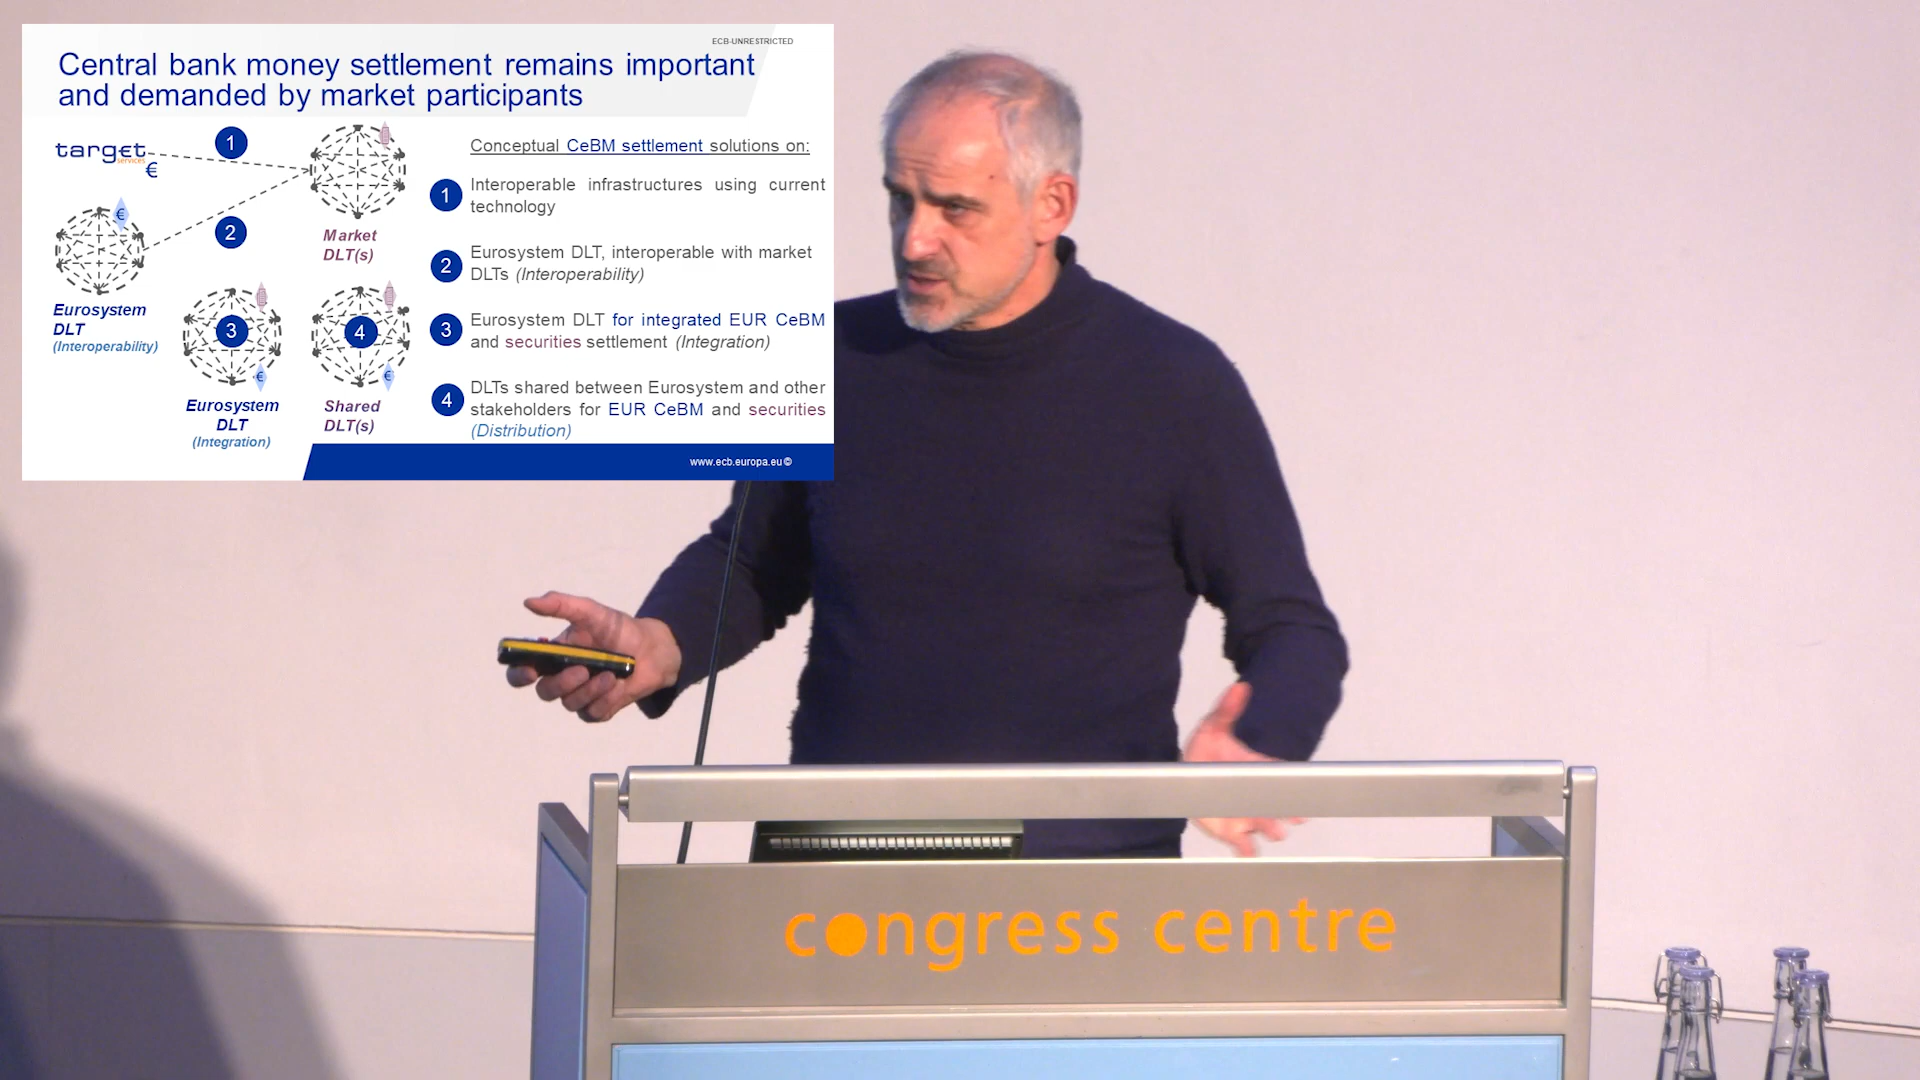 ECB-UNRESTRICTED
Central bank money settlement remains important
and demanded by market participants
target
services
€
1
2
€
Market
DLT(s)
Eurosystem
DLT
(Interoperability)
3
€
Eurosystem
DLT
(Integration)
4
€
Shared
DLT(s)
Conceptual CeBM settlement solutions on:
1
Interoperable infrastructures using current
technology
2
Eurosystem DLT, interoperable with market
DLTs (Interoperability)
3
Eurosystem DLT for integrated EUR CeBM
and securities settlement (Integration)
4
DLTs shared between Eurosystem and other
stakeholders for EUR CeBM and securities
(Distribution)
www.ecb.europa.eu ©
congress centre